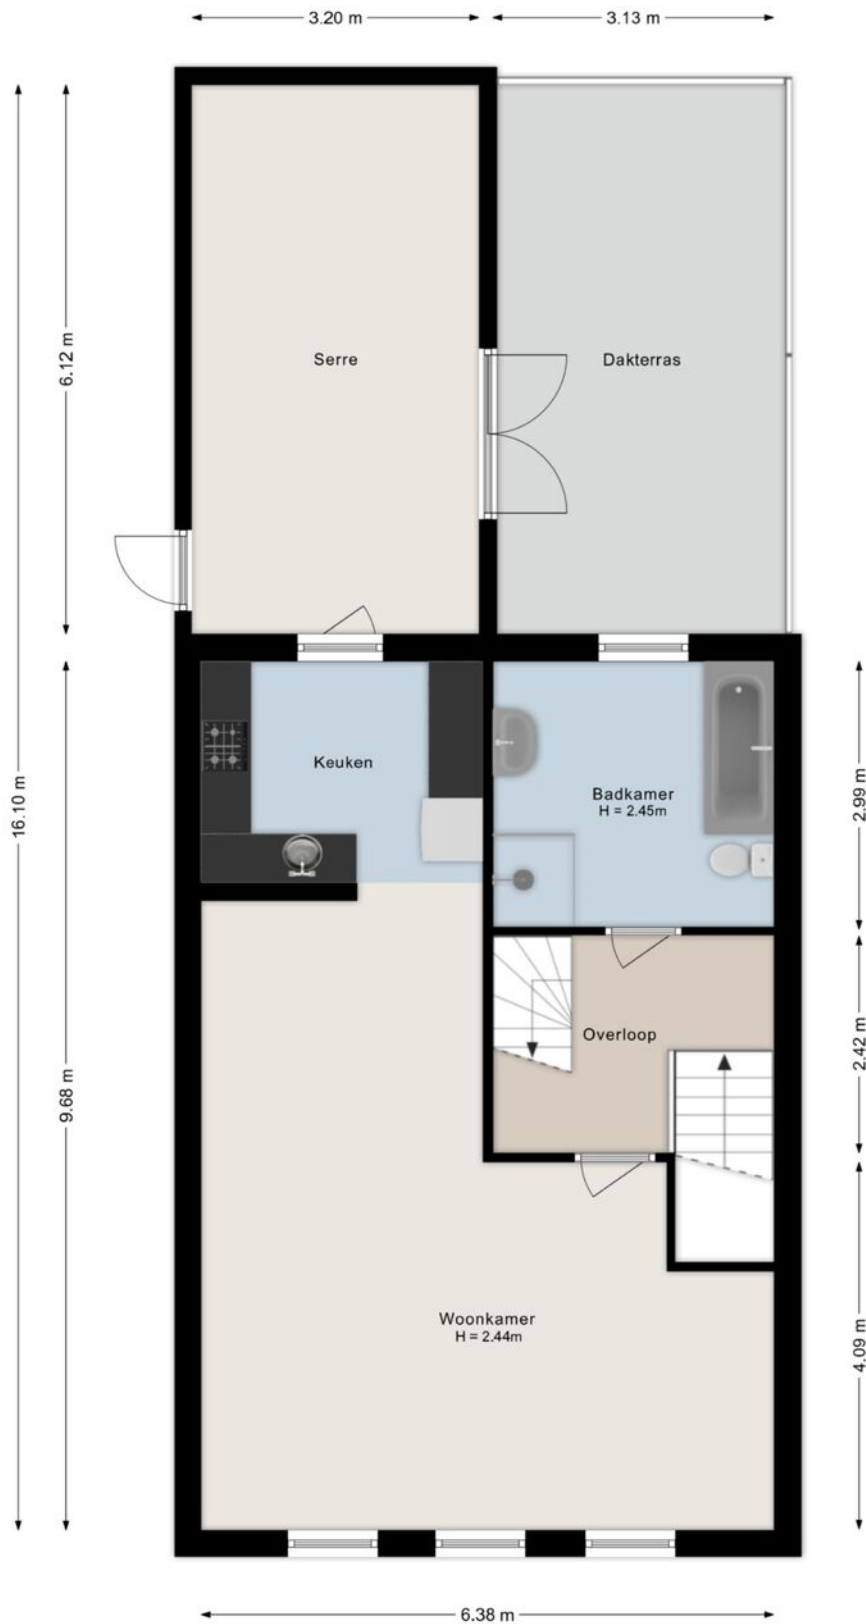 3.20 m
3.13 m
6.12 m
Serre
Dakterras
16.10 m
Keuken
Badkamer
H = 2.45m
2.99 m
Overloop
2.42 m
9.68 m
Woonkamer
H = 2.44m
4.09 m
6.38 m